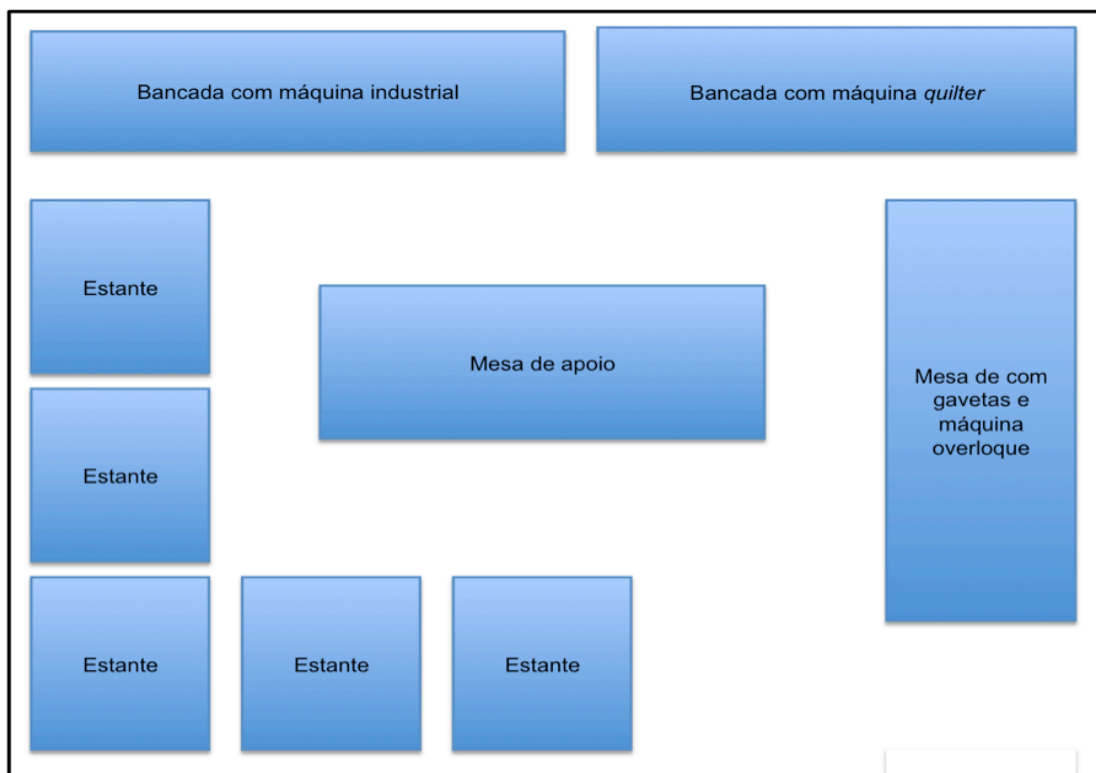 Bancada com máquina industrial
Bancada com máquina quilter
Estante
Mesa de apoio
Mesa de com
gavetas e
máquina
overloque
Estante
Estante
Estante
Estante